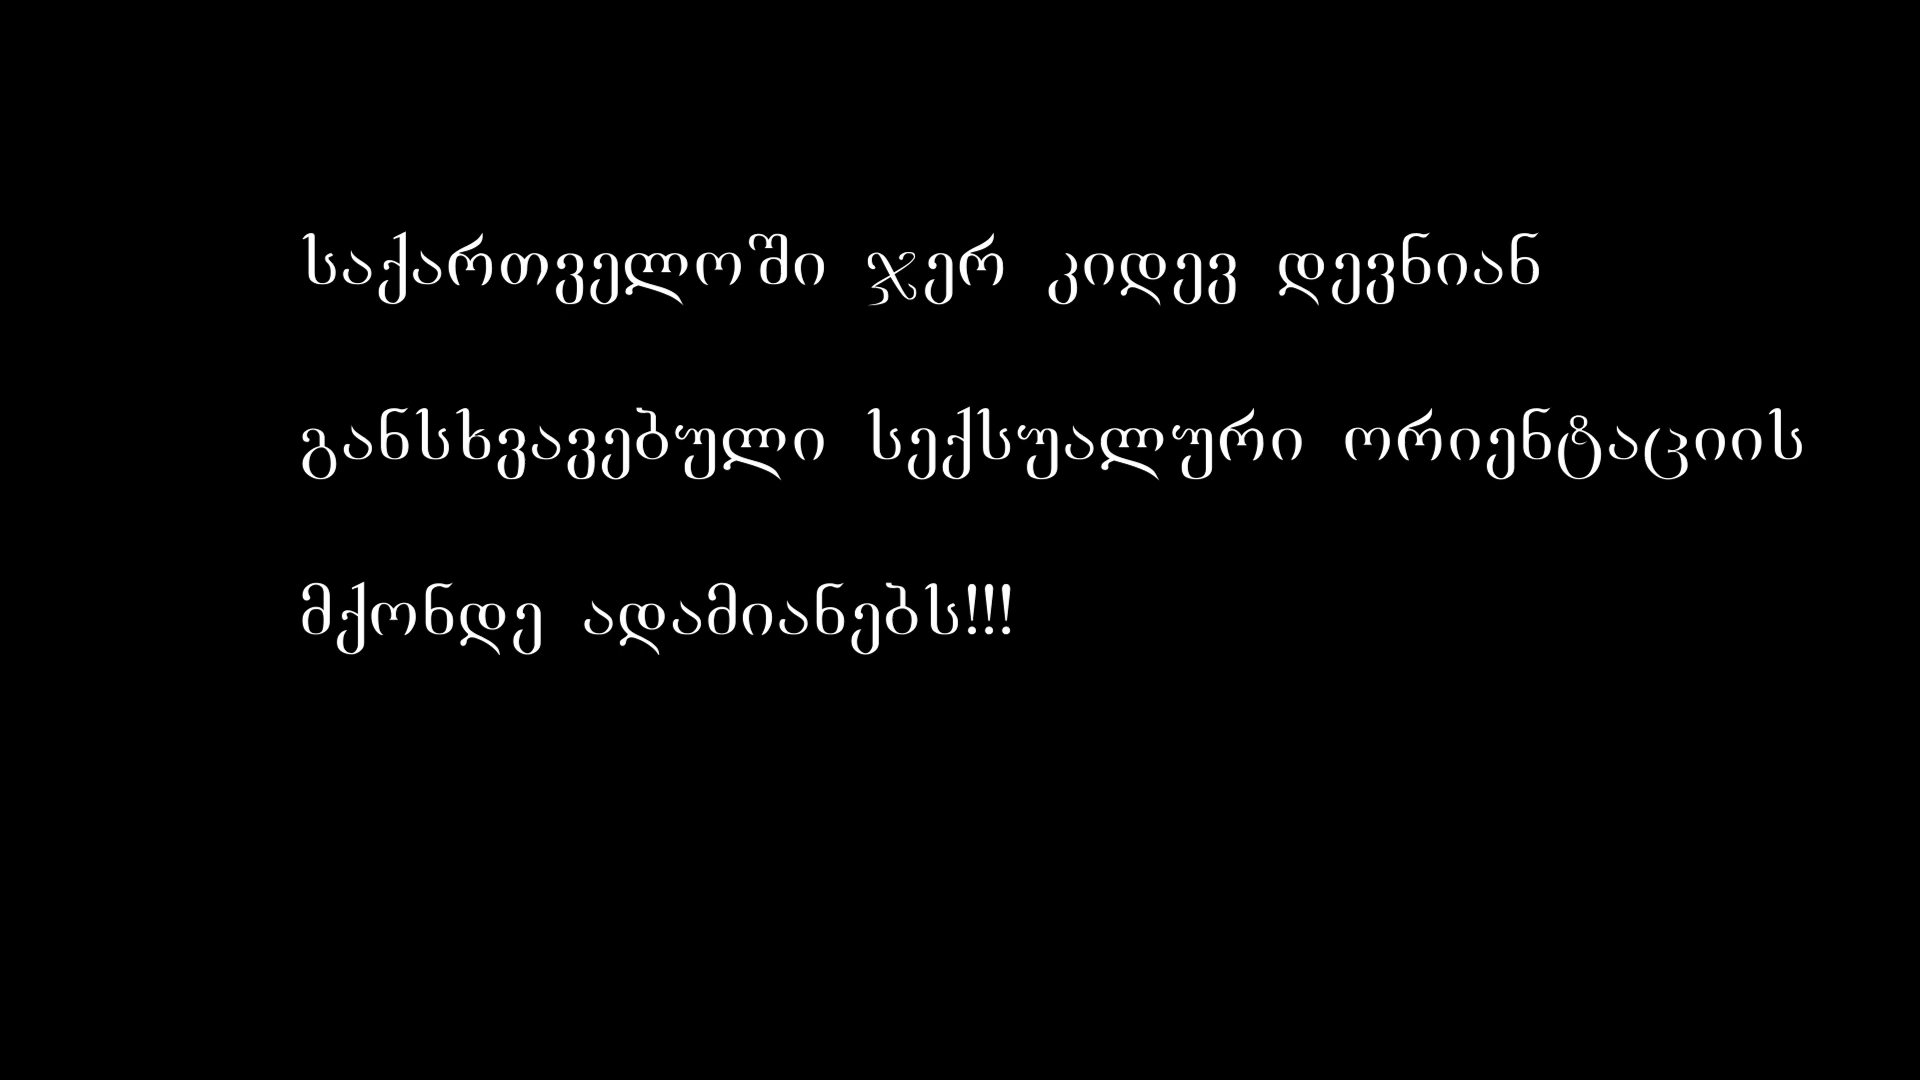 საქართველოში ჯერ კიდევ დევნიან
განსხვავებული სექსუალური ორიენტაციის
მქონდე ადამიანებს!!!